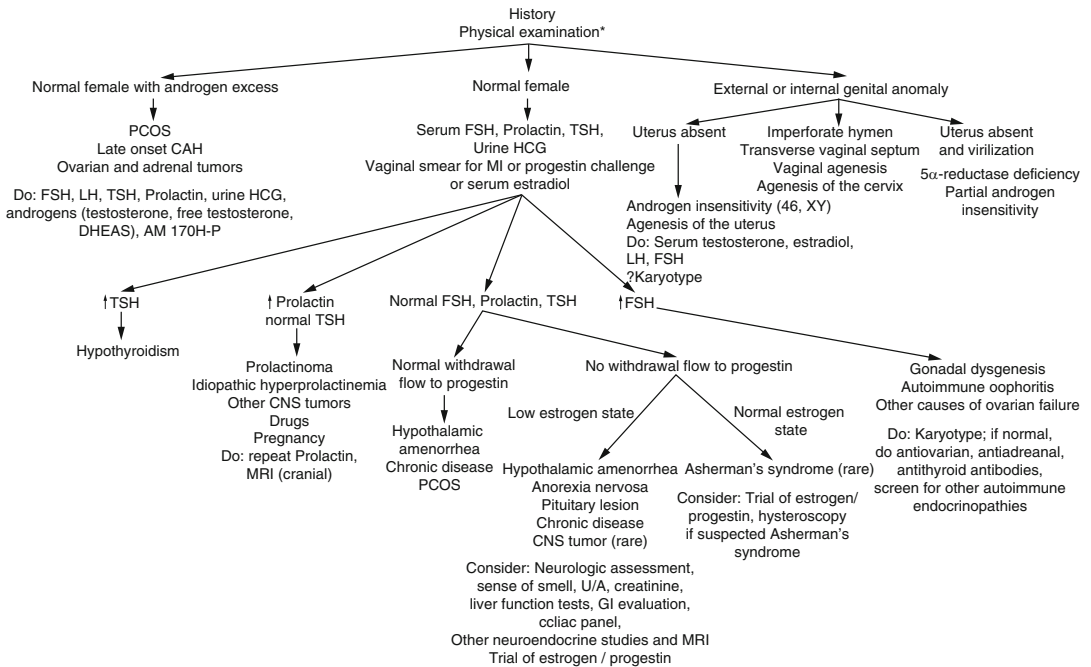 History
Physical examination*
Normal female with androgen excess
PCOS
Late onset CAH
Ovarian and adrenal tumors
Do: FSH, LH, TSH, Prolactin, urine HCG,
androgens (testosterone, free testosterone,
DHEAS), AM 170H-P
Normal female
Serum FSH, Prolactin, TSH,
Urine HCG
Vaginal smear for MI or progestin challenge
or serum estradiol
External or internal genital anomaly
Uterus absent
Androgen insensitivity (46, XY)
Agenesis of the uterus
Do: Serum testosterone, estradiol,
LH, FSH
?Karyotype
Imperforate hymen
Transverse vaginal septum
Vaginal agenesis
Agenesis of the cervix
Uterus absent
and virilization
5α-reductase deficiency
Partial androgen
insensitivity
↑TSH
Hypothyroidism
↑Prolactin
normal TSH
Prolactinoma
Idiopathic hyperprolactinemia
Other CNS tumors
Drugs
Pregnancy
Do: repeat Prolactin,
MRI (cranial)
Normal FSH, Prolactin, TSH
Normal withdrawal
flow to progestin
Hypothalamic
amenorrhea
Chronic disease
PCOS
No withdrawal flow to progestin
Low estrogen state
Hypothalamic amenorrhea
Anorexia nervosa
Pituitary lesion
Chronic disease
CNS tumor (rare)
Consider: Neurologic assessment,
sense of smell, U/A, creatinine,
liver function tests, GI evaluation,
ccliac panel,
Other neuroendocrine studies and MRI
Trial of estrogen / progestin
Normal estrogen
state
Asherman's syndrome (rare)
Consider: Trial of estrogen/
progestin, hysteroscopy
if suspected Asherman's
syndrome
↑FSH
Gonadal dysgenesis
Autoimmune oophoritis
Other causes of ovarian failure
Do: Karyotype; if normal,
do antiovarian, antiadreanal,
antithyroid antibodies,
screen for other autoimmune
endocrinopathies